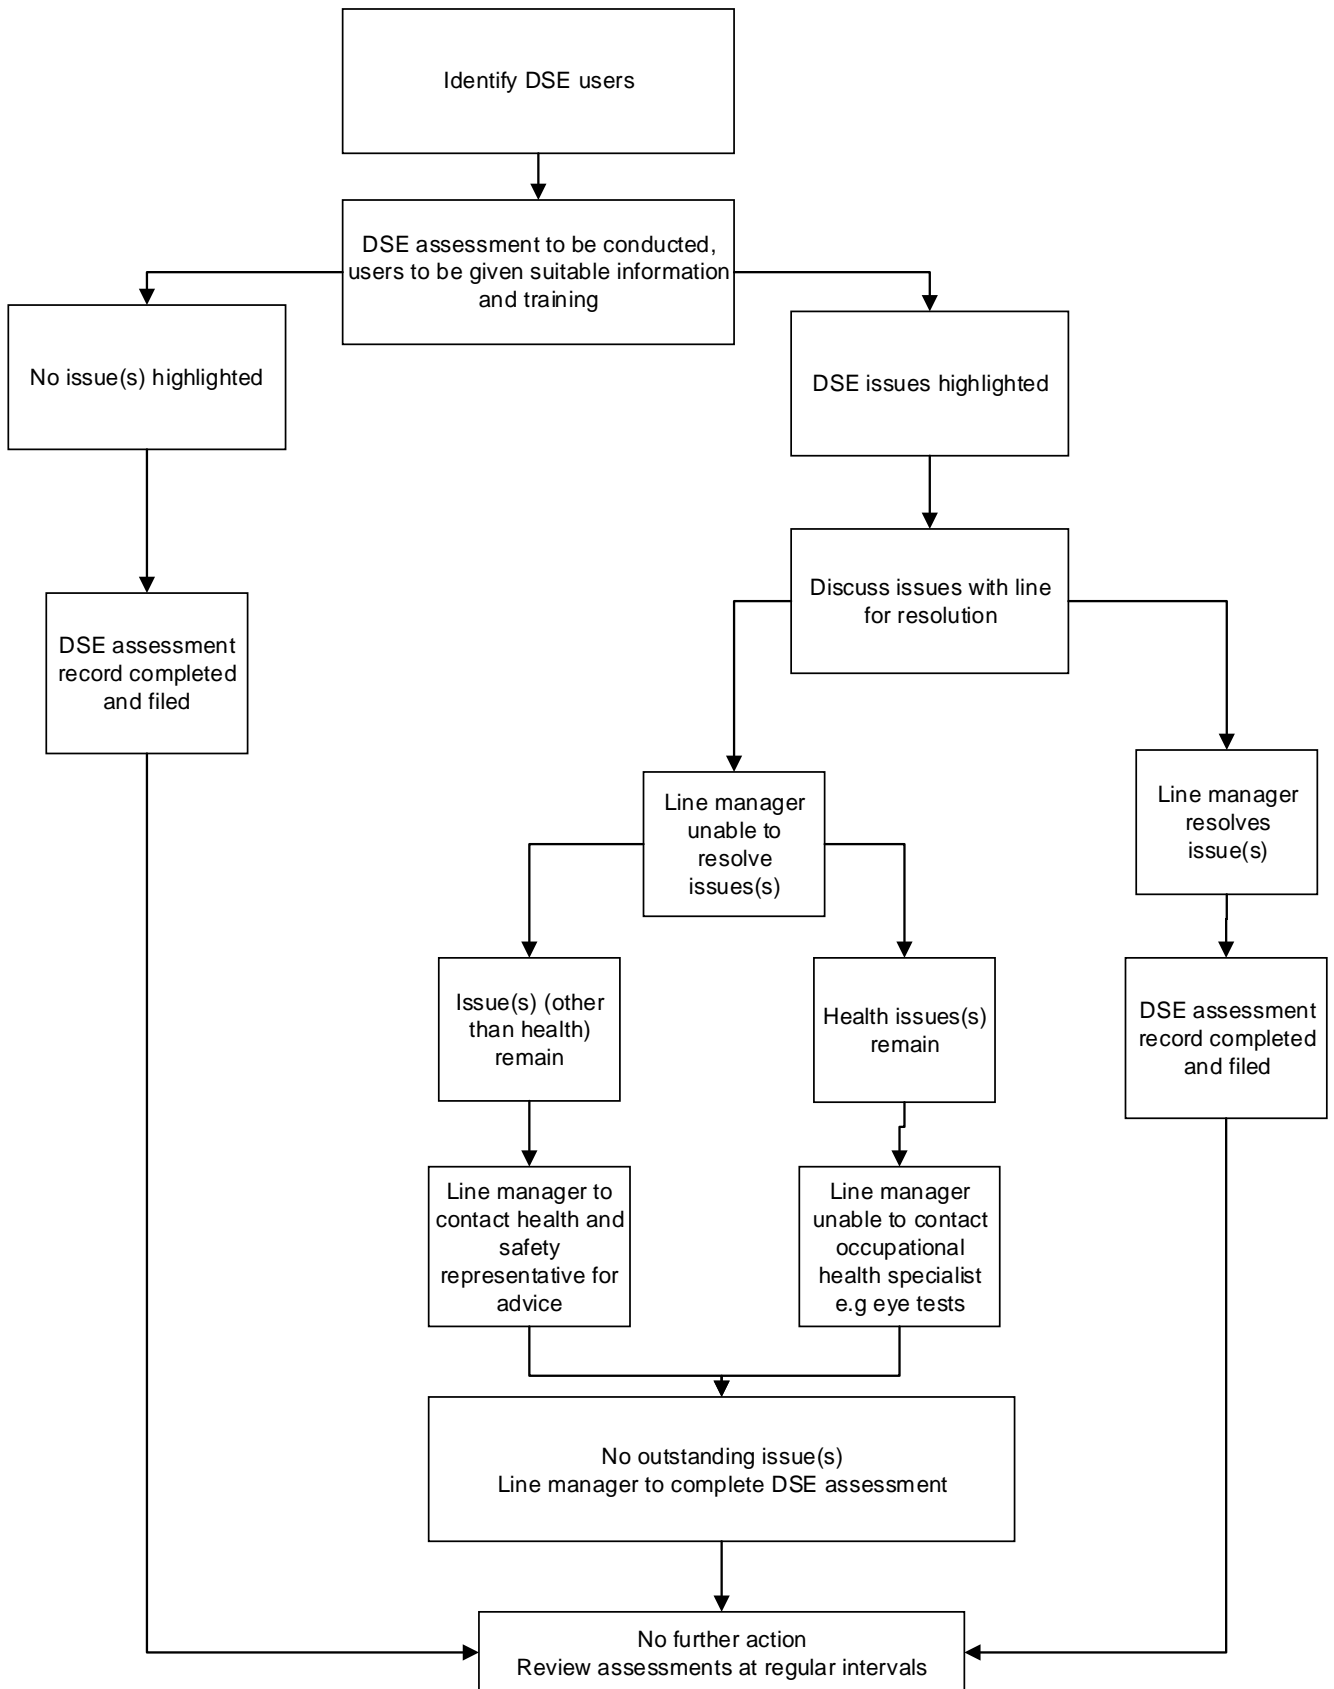 Identify DSE users
DSE assessment to be conducted,
users to be given suitable information
and training
No issue(s) highlighted
DSE issues highlighted
Discuss issues with line
for resolution
DSE assessment
record completed
and filed
Line manager
unable to
resolve
issues(s)
Line manager
resolves
issue(s)
Issue(s) (other
than health)
remain
Health issues(s)
remain
DSE assessment
record completed
and filed
Line manager to
contact health and
safety
representative for
advice
Line manager
unable to contact
occupational
health specialist
e.g eye tests
No outstanding issue(s)
Line manager to complete DSE assessment
No further action
Review assessments at regular intervals